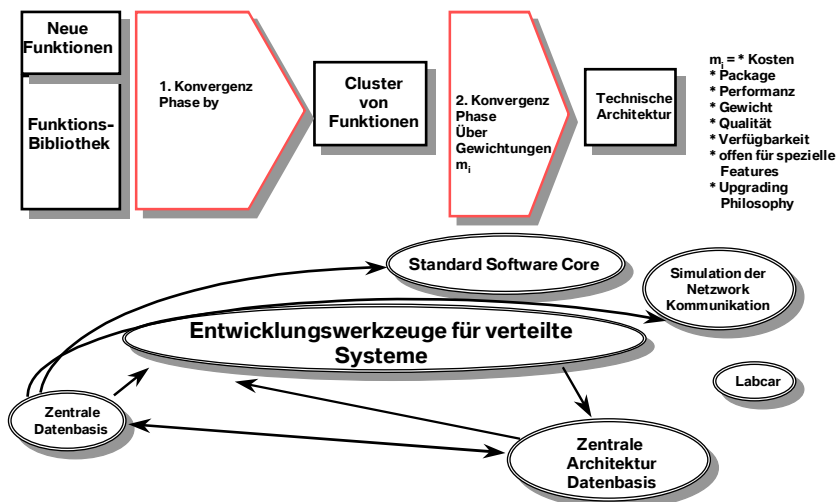 Neue
Funktionen
Funktions-
Bibliothek
1. Konvergenz
Phase by
Cluster
von
Funktionen
2. Konvergenz
Phase
Über
Gewichtungen
mi
Technische
Architektur
mi = * Kosten
* Package
* Performanz
* Gewicht
* Qualität
* Verfügbarkeit
* offen für spezielle
Features
* Upgrading
Philosophy
Standard Software Core
Simulation der
Netzwork
Kommunikation
Entwicklungswerkzeuge für verteilte
Systeme
Labcar
Zentrale
Datenbasis
Zentrale
Architektur
Datenbasis